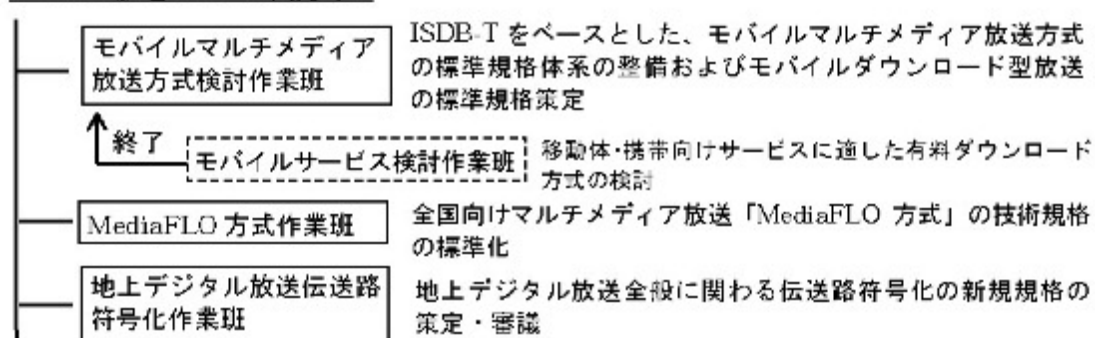 モバイルマルチメディア
放送方式検討作業班
ISDB-Tをベースとした、モバイルマルチメディア放送方式
の標準規格体系の整備およびモバイルダウンロード型放送
の標準規格策定
終了
モバイルサービス検討作業班
移動体・携帯向けサービスに適した有料ダウンロード
方式の検討
MediaFLO 方式作業班
全国向けマルチメディア放送「MediaFLO 方式」の技術規格
の標準化
地上デジタル放送伝送路
符号化作業班
地上デジタル放送全般に関わる伝送路符号化の新規規格の
策定・審議